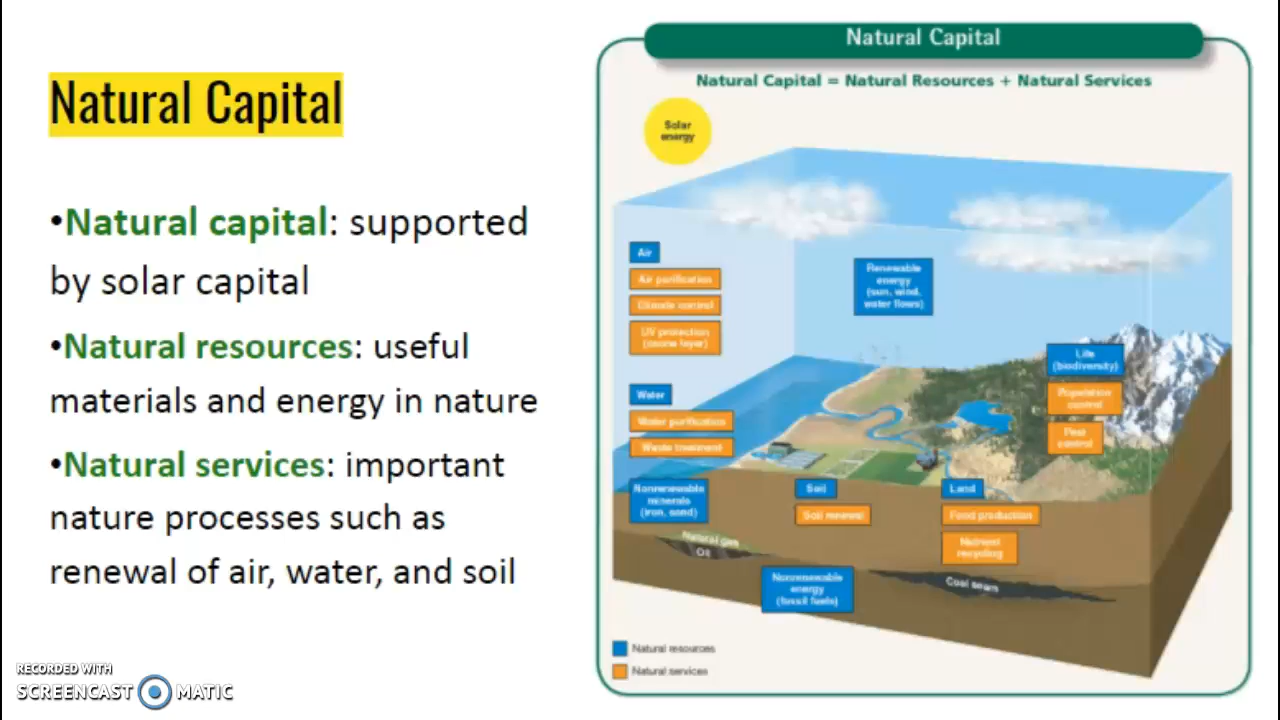 Natural Capital
•Natural capital: supported
by solar capital
•Natural resources: useful
materials and energy in nature
•Natural services: important
nature processes such as
renewal of air, water, and soil
RECORDED WITH
SCREENCAST MATIC
Natural Capital
Natural Capital = Natural Resources + Natural Services
Solar
energy
Air
Air purification
Climate control
UV protection
(ozone layer)
Renewable
energy
(sun, wind,
water flows)
Life
(biodiversity)
Population
control
Pest
control
Water
Water purification
Waste treatment
Nonrenewable
minerals
(iron, sand)
Soil
Soil renewal
Land
Food production
Nutrient
recycling
Natural gas
Oil
Nonrenewable
energy
(fossil fuels)
Coal seam
Natural resources
Natural services